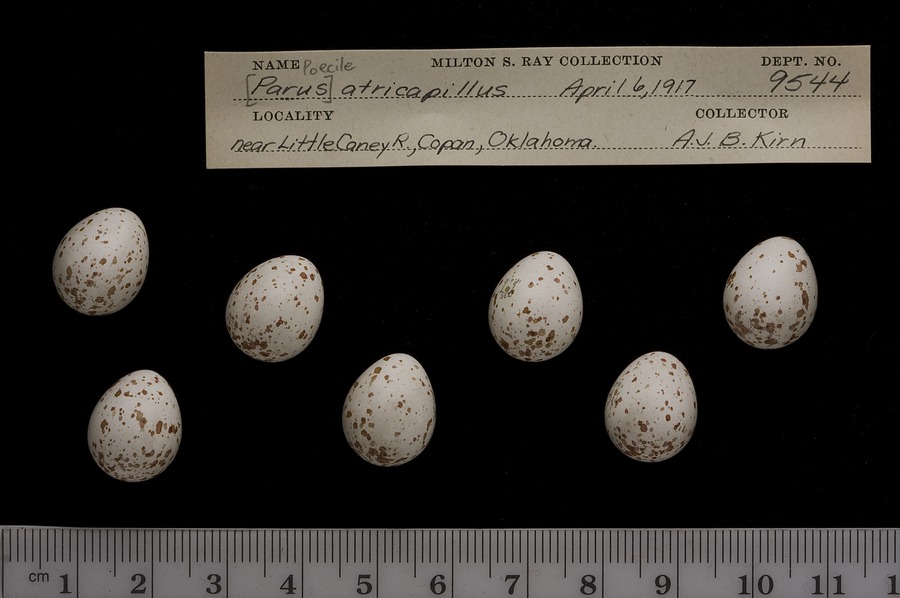 NAME Poecile MILTON S. RAY COLLECTION DEPT. NO.
[Parus] atricapillus April 6, 1917 9544
LOCALITY COLLECTOR
near Little Caney R., Copan, Oklahoma. A.J. B. Kirn
cm 1 2 3 4 5 6 7 8 9 10 11 1